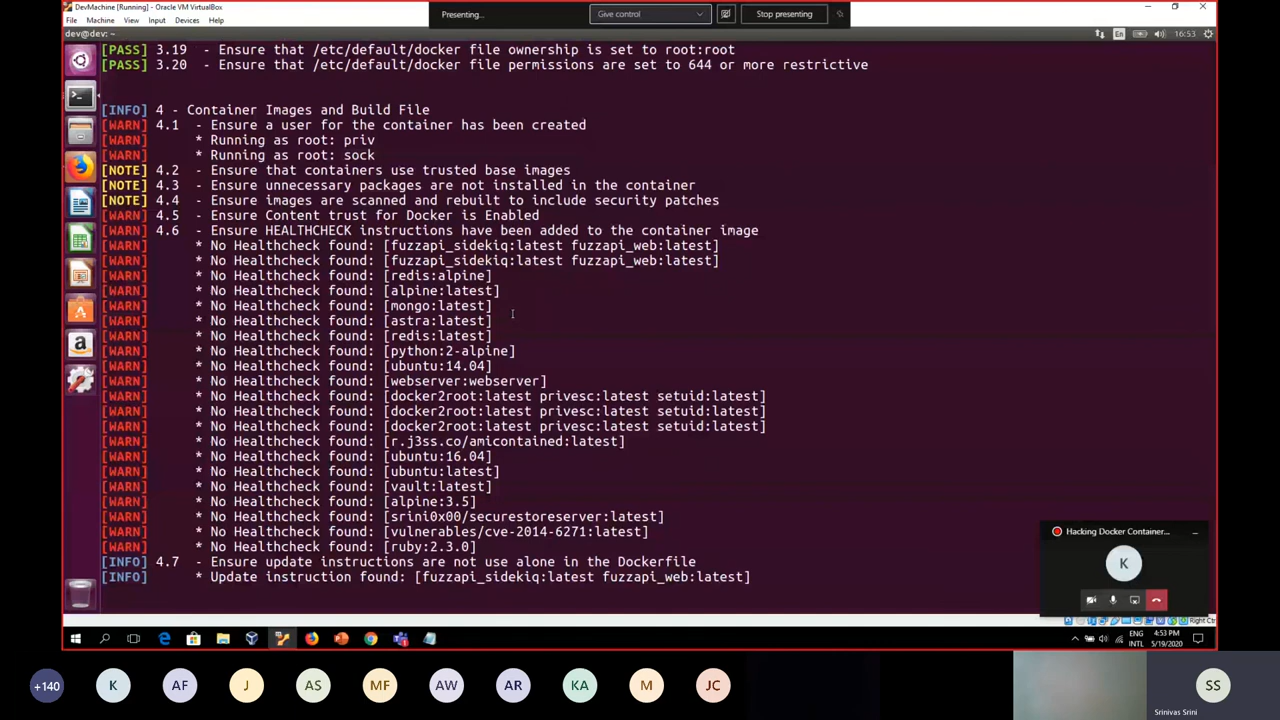 DevMachine [Running] - Oracle VM VirtualBox
File Machine View Input Devices Help
Presenting...
Give control
Stop presenting
dev@dev: ~
En
16:53
[PASS] 3.19 - Ensure that /etc/default/docker file ownership is set to root:root
[PASS] 3.20 - Ensure that /etc/default/docker file permissions are set to 644 or more restrictive
[INFO] 4 - Container Images and Build File
[WARN] 4.1 - Ensure a user for the container has been created
[WARN] * Running as root: priv
[WARN] * Running as root: sock
[NOTE] 4.2 - Ensure that containers use trusted base images
[NOTE] 4.3 - Ensure unnecessary packages are not installed in the container
[NOTE] 4.4 - Ensure images are scanned and rebuilt to include security patches
[WARN] 4.5 - Ensure Content trust for Docker is Enabled
[WARN] 4.6 - Ensure HEALTHCHECK instructions have been added to the container image
[WARN] * No Healthcheck found: [fuzzapi_sidekiq:latest fuzzapi_web:latest]
[WARN] * No Healthcheck found: [fuzzapi_sidekiq:latest fuzzapi_web:latest]
[WARN] * No Healthcheck found: [redis:alpine]
[WARN] * No Healthcheck found: [alpine:latest]
[WARN] * No Healthcheck found: [mongo:latest]
[WARN] * No Healthcheck found: [astra:latest]
[WARN] * No Healthcheck found: [redis:latest]
[WARN] * No Healthcheck found: [python:2-alpine]
[WARN] * No Healthcheck found: [ubuntu:14.04]
[WARN] * No Healthcheck found: [webserver:webserver]
[WARN] * No Healthcheck found: [docker2root:latest privesc:latest setuid:latest]
[WARN] * No Healthcheck found: [docker2root:latest privesc:latest setuid:latest]
[WARN] * No Healthcheck found: [docker2root:latest privesc:latest setuid:latest]
[WARN] * No Healthcheck found: [r.j3ss.co/amicontained:latest]
[WARN] * No Healthcheck found: [ubuntu:16.04]
[WARN] * No Healthcheck found: [ubuntu:latest]
[WARN] * No Healthcheck found: [vault:latest]
[WARN] * No Healthcheck found: [alpine:3.5]
[WARN] * No Healthcheck found: [srini0x00/securestoreserver:latest]
[WARN] * No Healthcheck found: [vulnerables/cve-2014-6271:latest]
[WARN] * No Healthcheck found: [ruby:2.3.0]
[INFO] 4.7 - Ensure update instructions are not use alone in the Dockerfile
[INFO] * Update instruction found: [fuzzapi_sidekiq:latest fuzzapi_web:latest]
Hacking Docker Container...
K
Right Ctrl
ENG
INTL
4:53 PM
5/19/2020
+140 K AF J AS MF AW AR KA M JC SS
Srinivas Srini